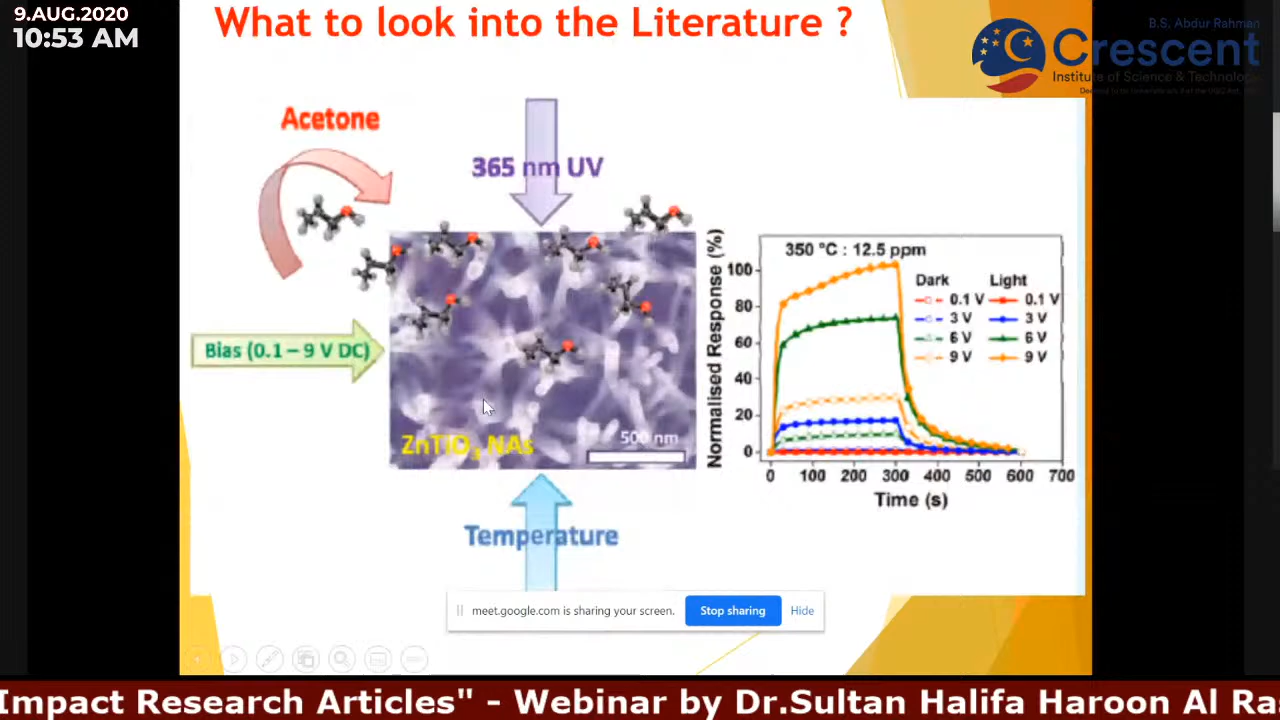 9.AUG.2020
10:53 AM
What to look into the Literature ?
B.S. Abdur Rahman
Crescent
Institute of Science & Technology
Acetone
365 nm UV
Bias (0.1 – 9 V DC)
ZnTiO3 NAs
500 nm
Temperature
Normalised Response (%)
350 °C : 12.5 ppm
Dark Light
0.1 V 0.1 V
3 V 3 V
6 V 6 V
9 V 9 V
100
80
60
40
20
0
0 100 200 300 400 500 600 700
Time (s)
meet.google.com is sharing your screen. Stop sharing Hide
Impact Research Articles" - Webinar by Dr.Sultan Halifa Haroon Al Ra